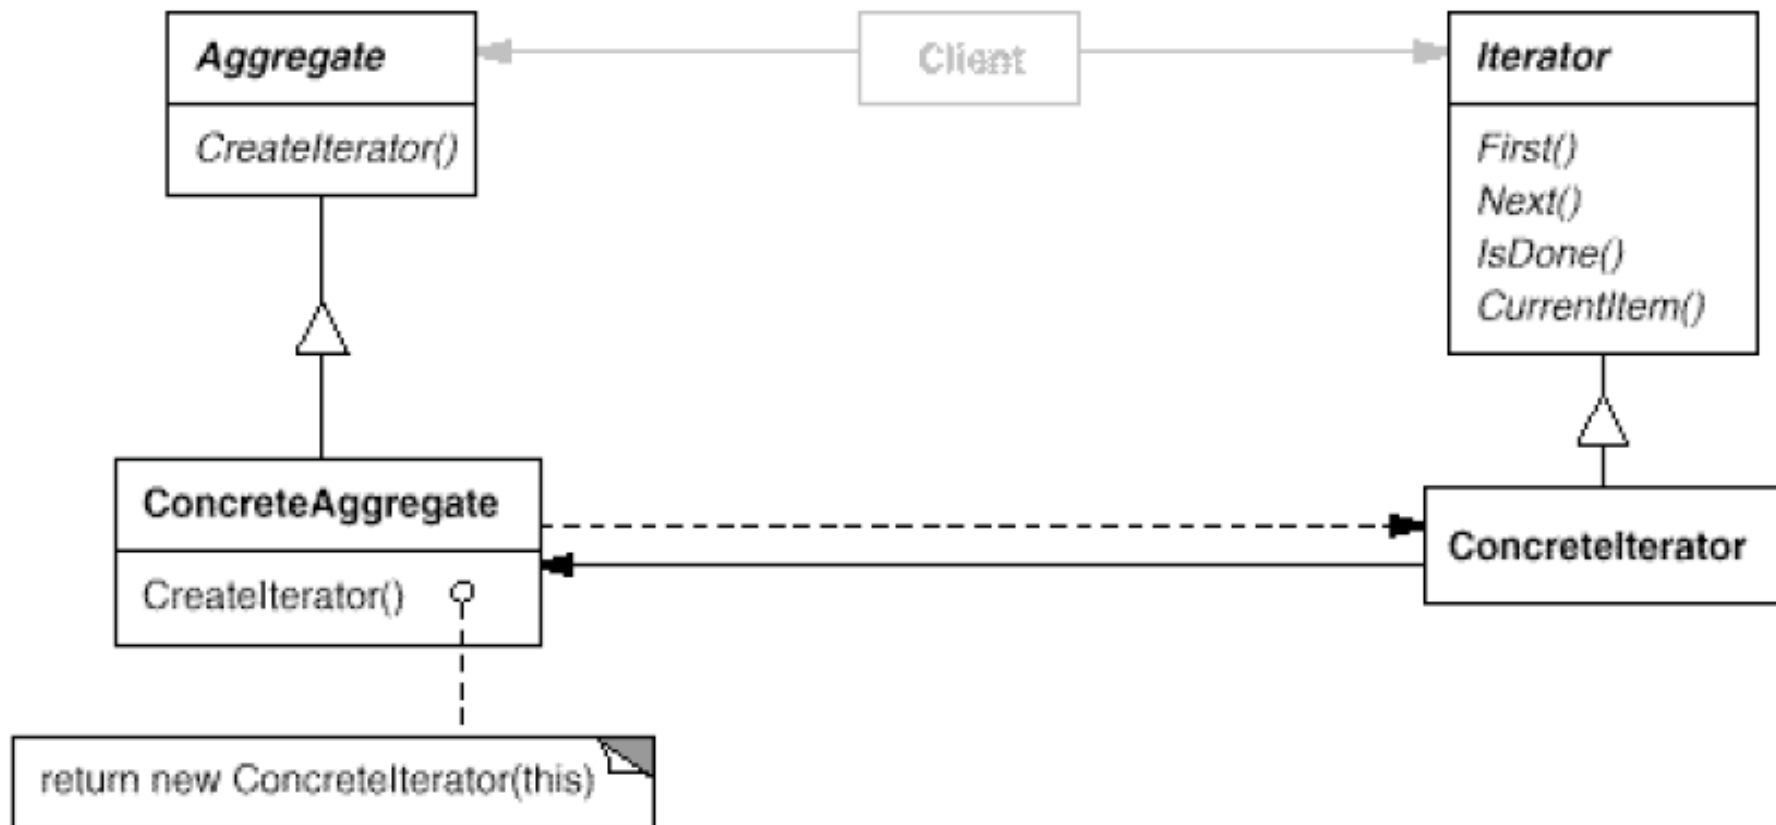 Aggregate
CreateIterator()
Client
Iterator
First()
Next()
IsDone()
CurrentItem()
ConcreteAggregate
CreateIterator()
ConcreteIterator
return new ConcreteIterator(this)